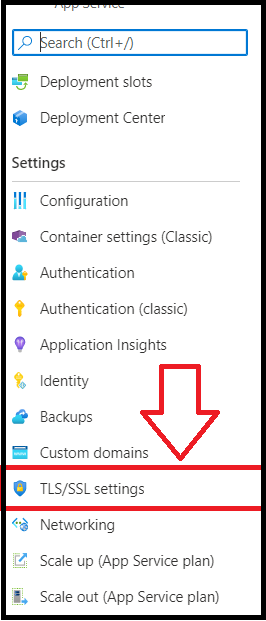 App Service
Search (Ctrl+/)
Deployment slots
Deployment Center
Settings
Configuration
Container settings (Classic)
Authentication
Authentication (classic)
Application Insights
Identity
Backups
Custom domains
TLS/SSL settings
Networking
Scale up (App Service plan)
Scale out (App Service plan)